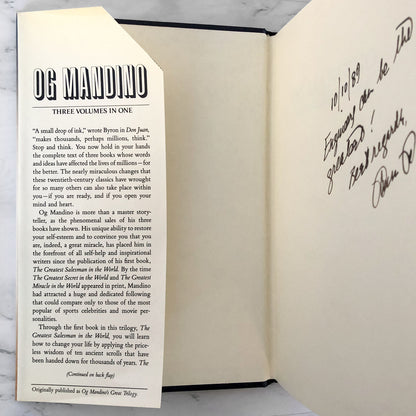 OG MANDINO
THREE VOLUMES IN ONE
"A small drop of ink," wrote Byron in Don Juan,
"makes thousands, perhaps millions, think."
Stop and think. You now hold in your hands
the complete text of three books whose words
and ideas have affected the lives of millions—for
the better. The nearly miraculous changes that
these twentieth-century classics have wrought
for so many others can also take place within
you—if you are ready, and if you open your
mind and heart.
Og Mandino is more than a master story-
teller, as the phenomenal sales of his three
books have shown. His unique ability to restore
your self-esteem and to convince you that you
are, indeed, a great miracle, has placed him in
the forefront of all self-help and inspirational
writers since the publication of his first book,
The Greatest Salesman in the World. By the time
The Greatest Secret in the World and The Greatest
Miracle in the World appeared in print, Mandino
had attracted a huge and dedicated following
that could compare only to those of the most
popular of sports celebrities and movie per-
sonalities.
Through the first book in this trilogy, The
Greatest Salesman in the World, you will learn
how to change your life by applying the price-
less wisdom of ten ancient scrolls that have
been handed down for thousands of years. The
(Continued on back flap)
Originally published as Og Mandino's Great Trilogy.
10/10/89
can be the
greatest!
Best regards,